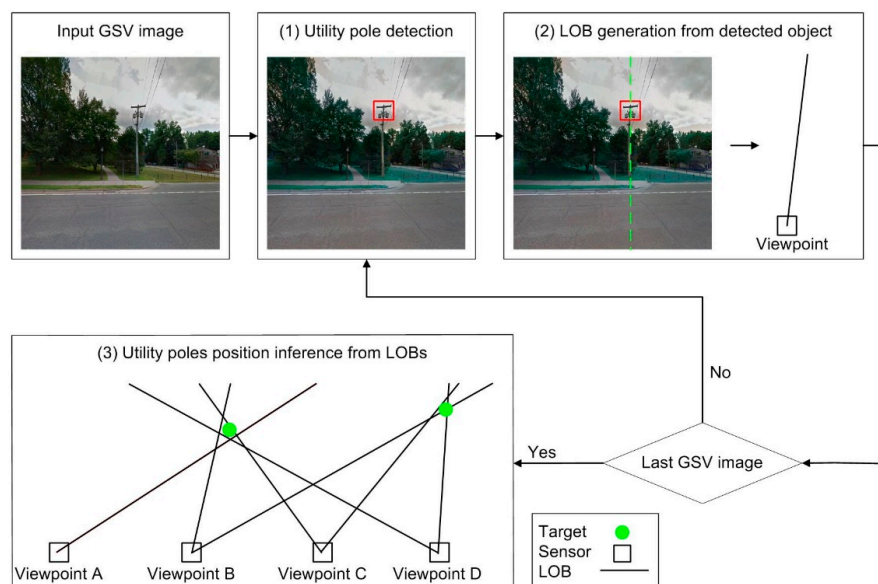 Input GSV image
(1) Utility pole detection
(2) LOB generation from detected object
Viewpoint
(3) Utility poles position inference from LOBs
No
Yes
Last GSV image
Viewpoint A
Viewpoint B
Viewpoint C
Viewpoint D
Target
Sensor
LOB